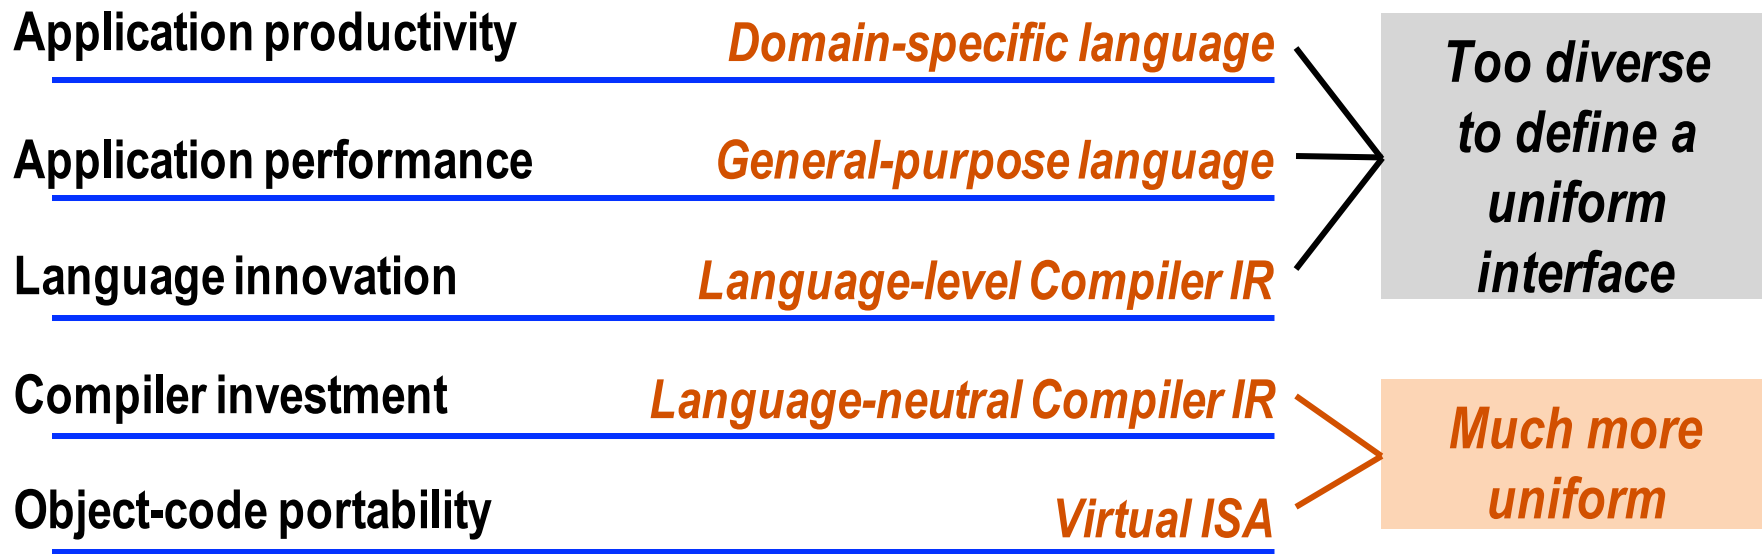 Application productivity
Domain-specific language
Application performance
General-purpose language
Language innovation
Language-level Compiler IR
Compiler investment
Language-neutral Compiler IR
Object-code portability
Virtual ISA
Too diverse
to define a
uniform
interface
Much more
uniform